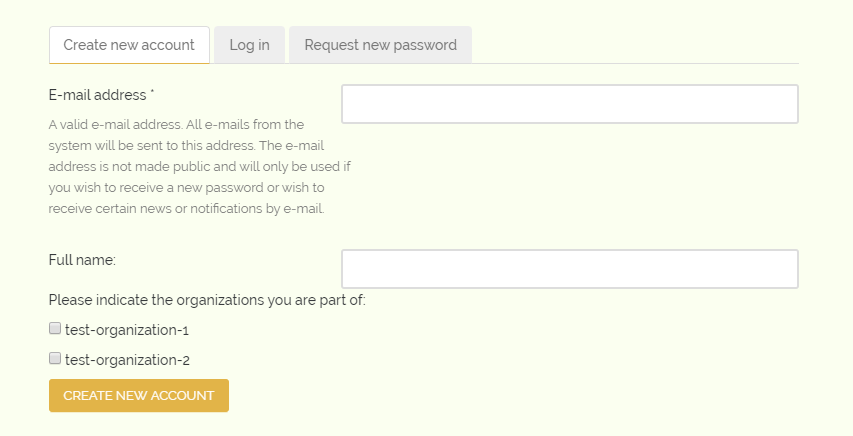 Create new account Log in Request new password
E-mail address *
A valid e-mail address. All e-mails from the
system will be sent to this address. The e-mail
address is not made public and will only be used if
you wish to receive a new password or wish to
receive certain news or notifications by e-mail.
Full name:
Please indicate the organizations you are part of:
test-organization-1
test-organization-2
CREATE NEW ACCOUNT